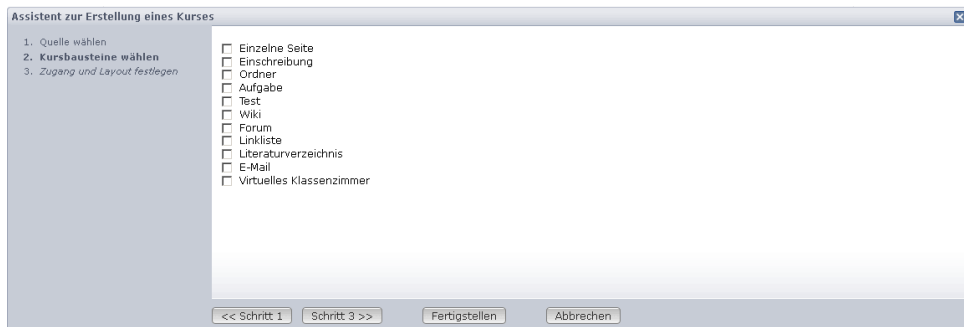 Assistent zur Erstellung eines Kurses
1. Quelle wählen
2. Kursbausteine wählen
3. Zugang und Layout festlegen
Einzelne Seite
Einschreibung
Ordner
Aufgabe
Test
Wiki
Forum
Linkliste
Literaturverzeichnis
E-Mail
Virtuelles Klassenzimmer
<< Schritt 1 Schritt 3 >> Fertigstellen Abbrechen